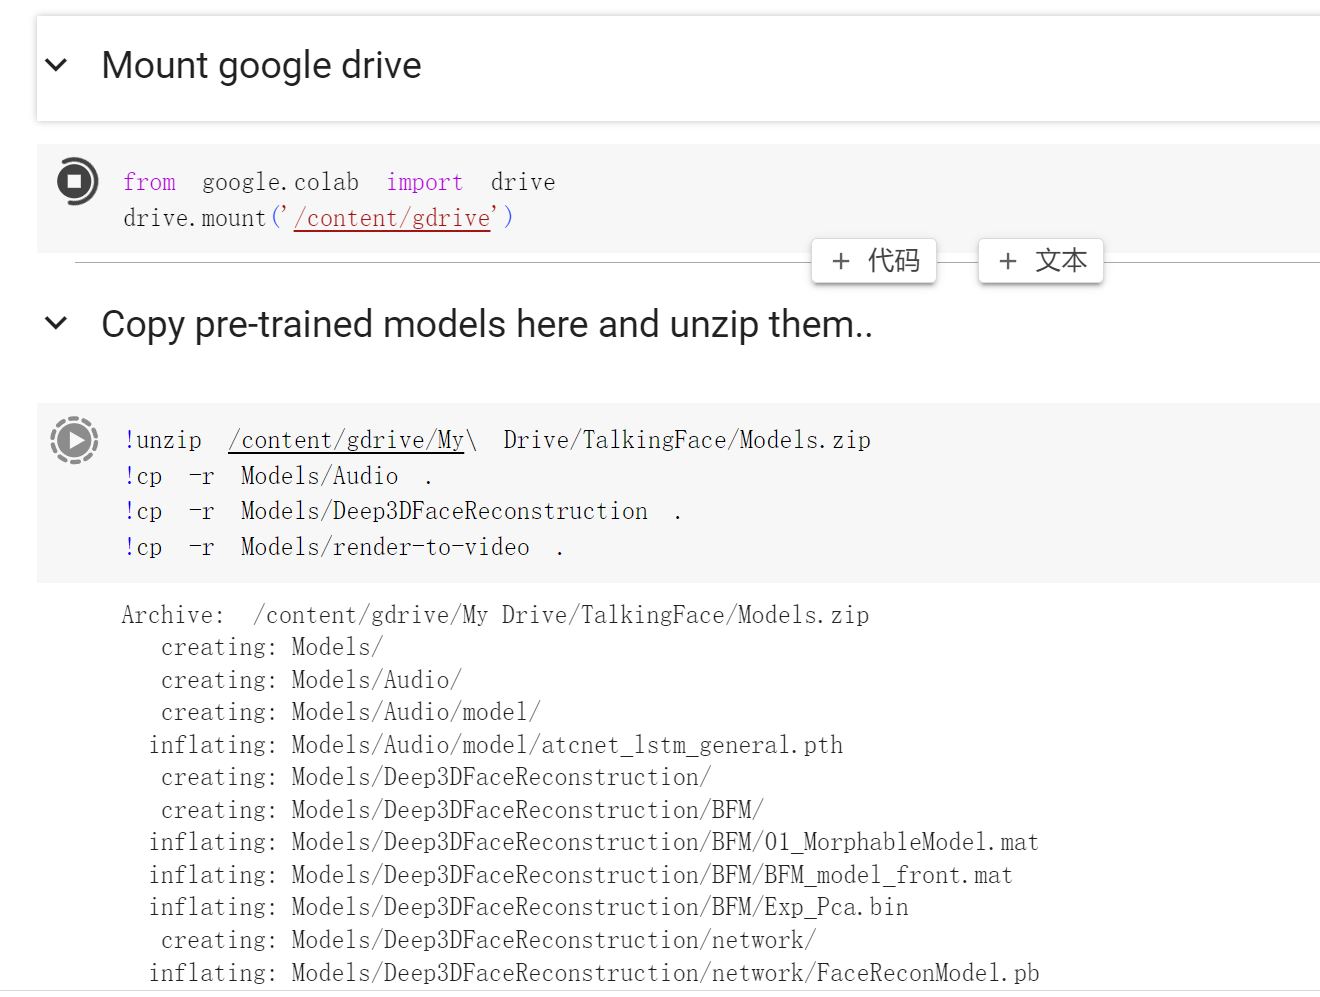 Mount google drive
from google.colab import drive
drive.mount('/content/gdrive')
+ 代码 + 文本
Copy pre-trained models here and unzip them..
!unzip /content/gdrive/My\ Drive/TalkingFace/Models.zip
!cp -r Models/Audio .
!cp -r Models/Deep3DFaceReconstruction .
!cp -r Models/render-to-video .
Archive: /content/gdrive/My Drive/TalkingFace/Models.zip
creating: Models/
creating: Models/Audio/
creating: Models/Audio/model/
inflating: Models/Audio/model/atcnet_lstm_general.pth
creating: Models/Deep3DFaceReconstruction/
creating: Models/Deep3DFaceReconstruction/BFM/
inflating: Models/Deep3DFaceReconstruction/BFM/01_MorphableModel.mat
inflating: Models/Deep3DFaceReconstruction/BFM/BFM_model_front.mat
inflating: Models/Deep3DFaceReconstruction/BFM/Exp_Pca.bin
creating: Models/Deep3DFaceReconstruction/network/
inflating: Models/Deep3DFaceReconstruction/network/FaceReconModel.pb